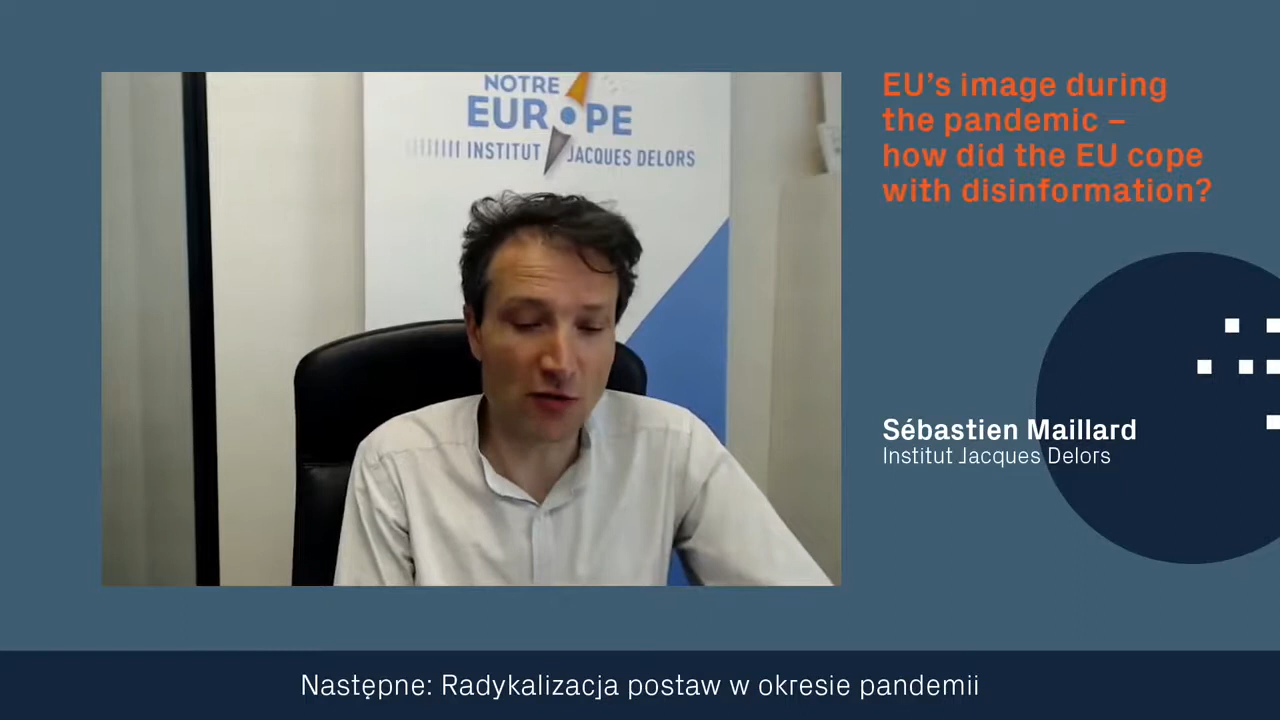 NOTRE
EUROPE
INSTITUT JACQUES DELORS
EU’s image during
the pandemic –
how did the EU cope
with disinformation?
Sébastien Maillard
Institut Jacques Delors
Następne: Radykalizacja postaw w okresie pandemii